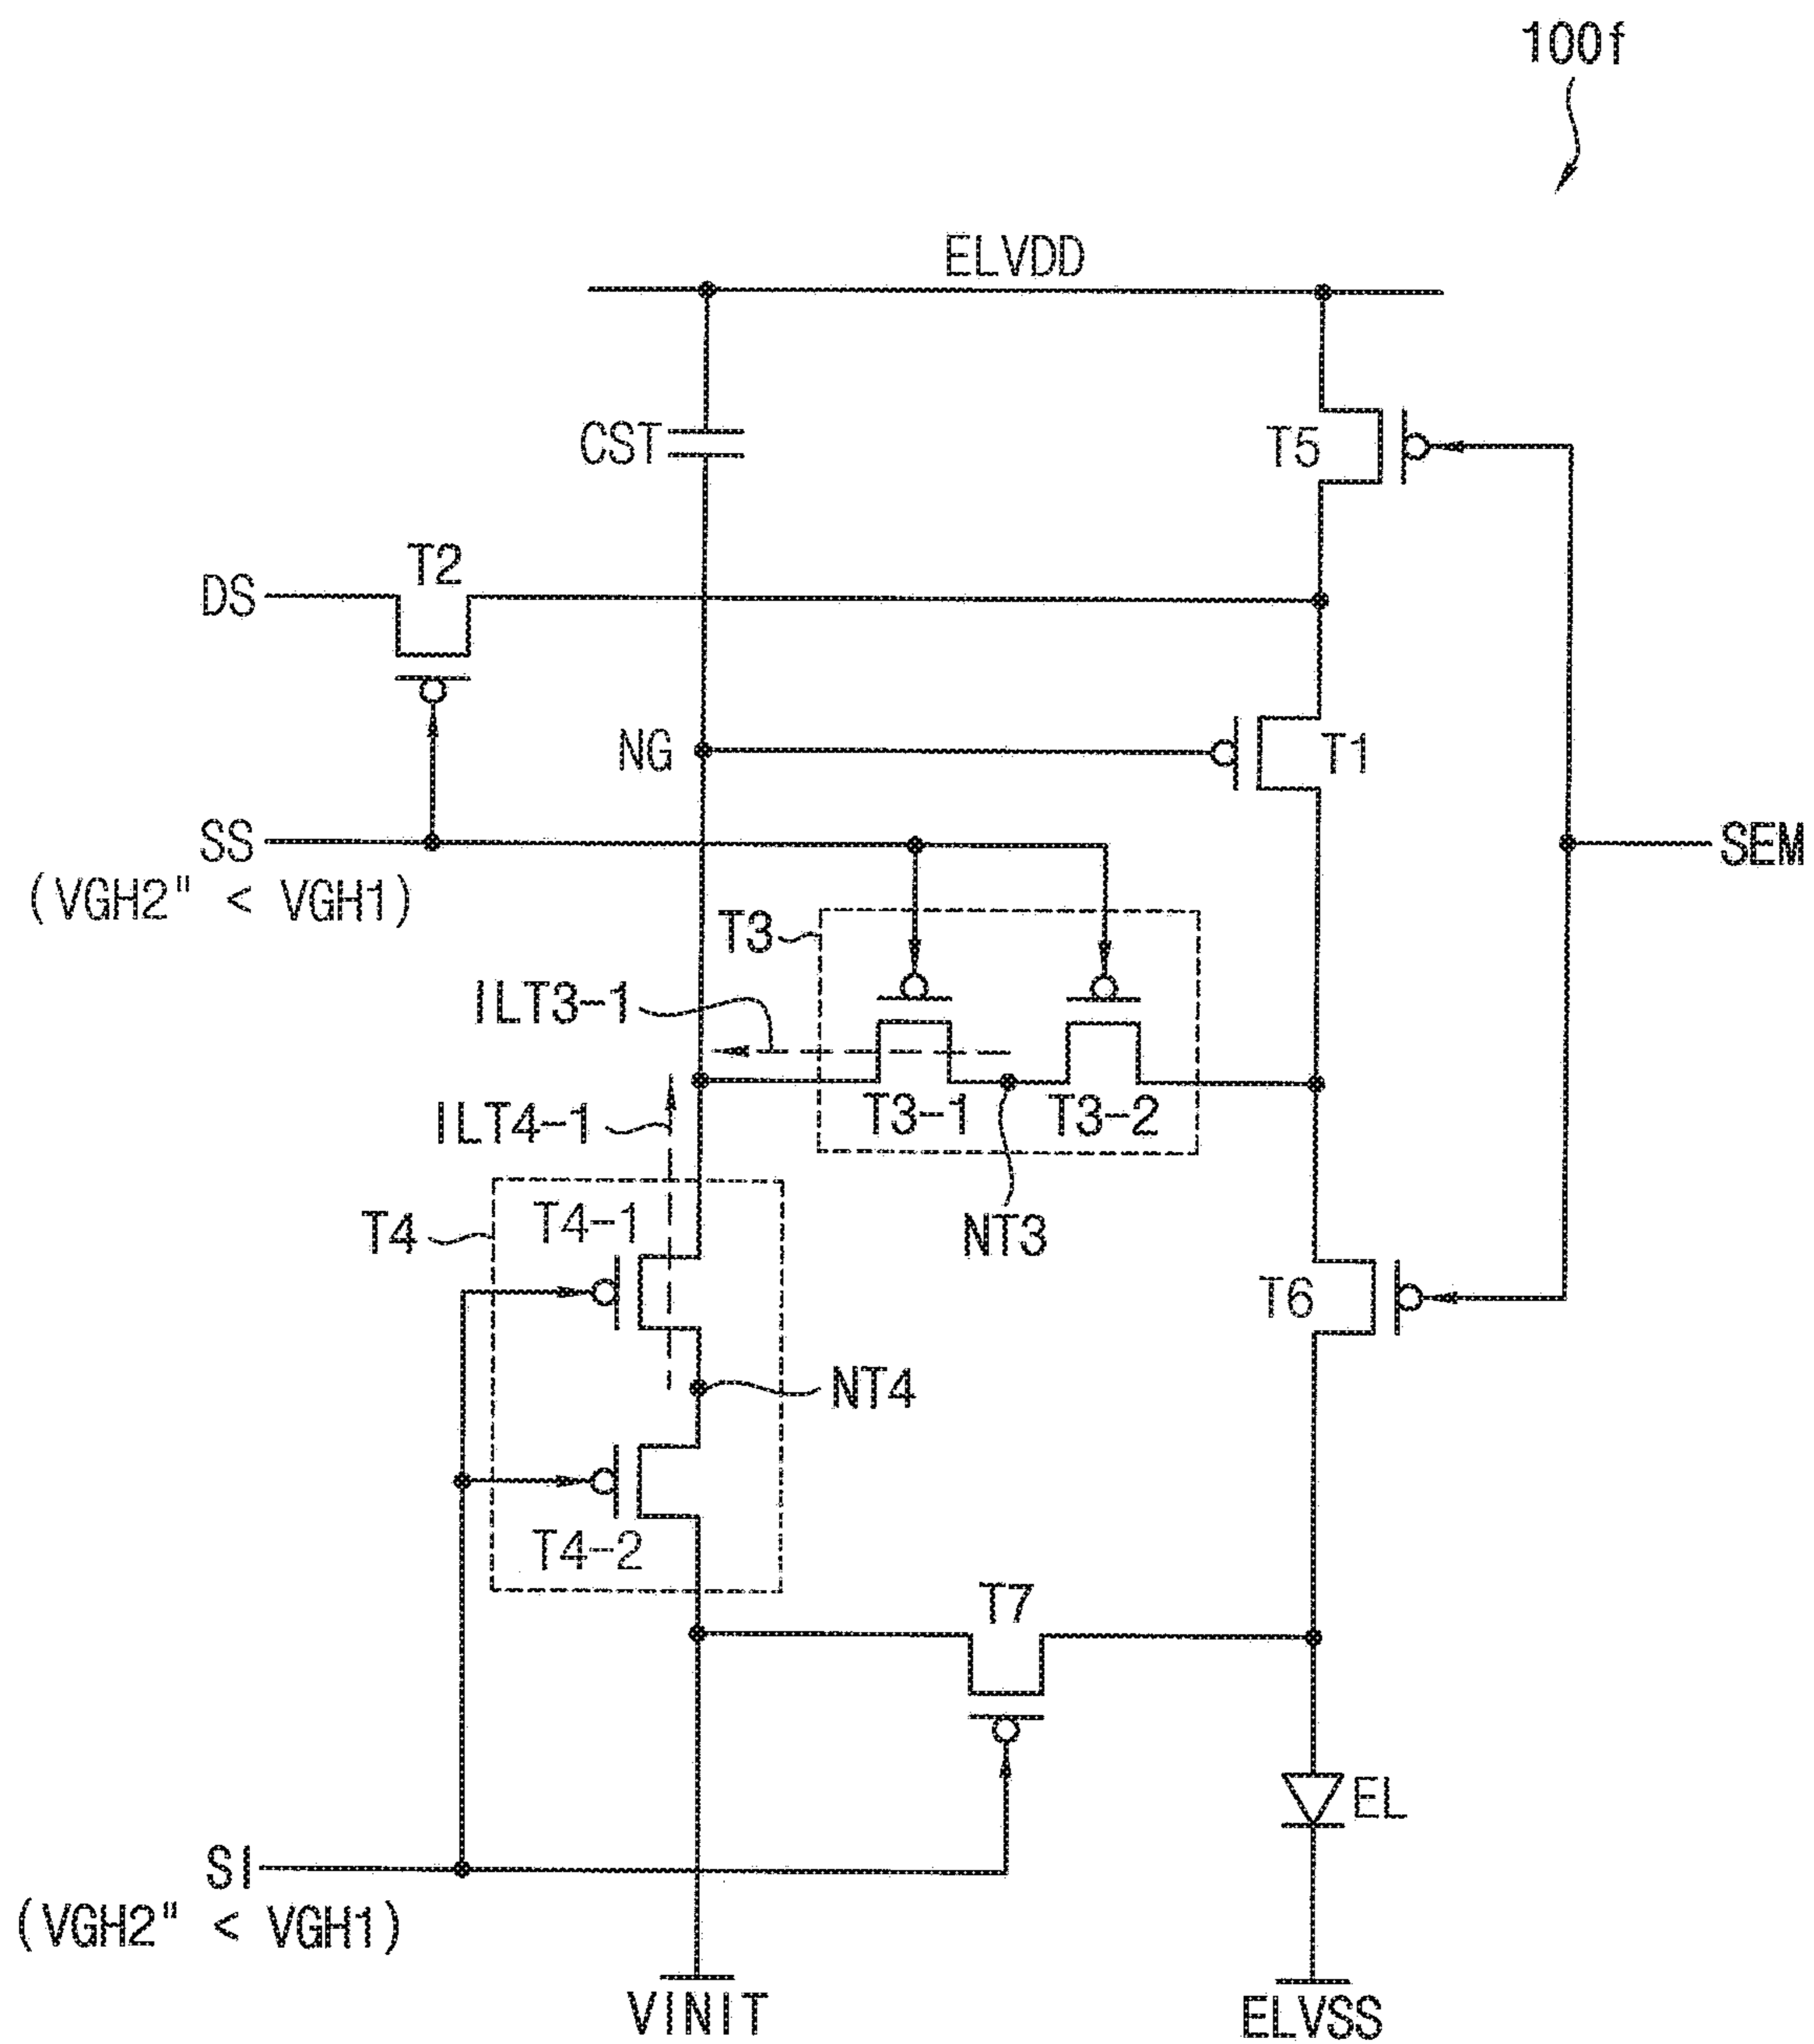 100f
ELVDD
CST
T5
T2
DS
NG
T1
SS
(VGH2" < VGH1)
SEM
T3
ILT3-1
T3-1
T3-2
ILT4-1
NT3
T4
T4-1
T6
NT4
T4-2
T7
EL
SI
(VGH2" < VGH1)
VINIT
ELVSS